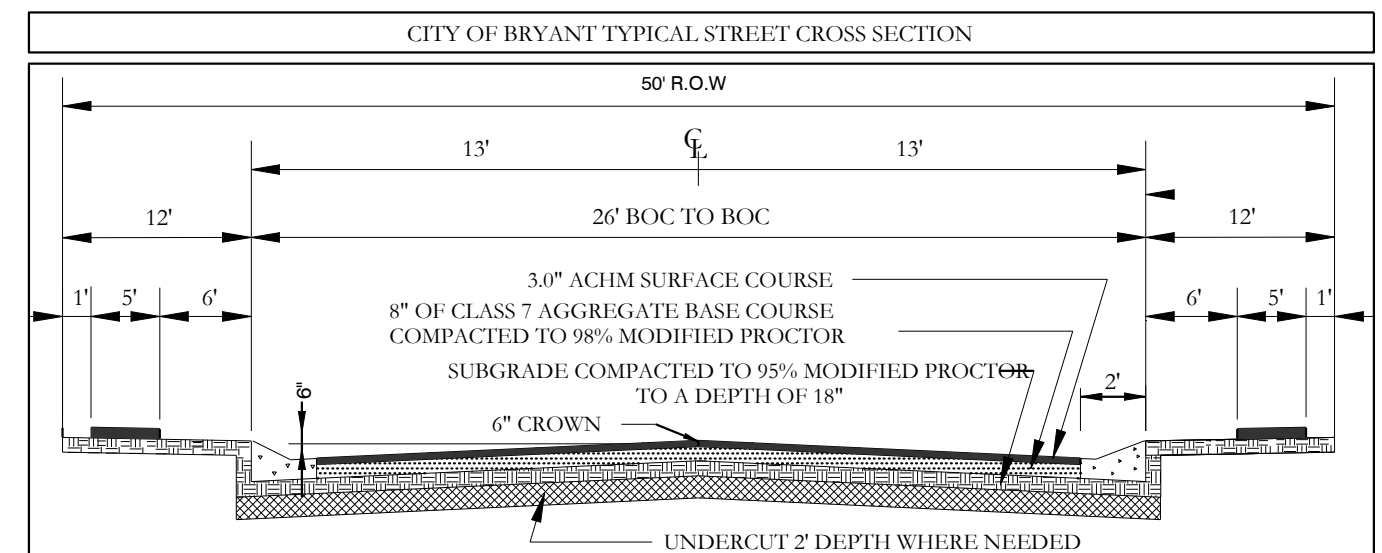 CITY OF BRYANT TYPICAL STREET CROSS SECTION
50' R.O.W
13' ℄ 13'
12' 26' BOC TO BOC 12'
3.0" ACHM SURFACE COURSE
1' 5' 6' 6' 5' 1'
8" OF CLASS 7 AGGREGATE BASE COURSE
COMPACTED TO 98% MODIFIED PROCTOR
SUBGRADE COMPACTED TO 95% MODIFIED PROCTOR
TO A DEPTH OF 18"
2'
6"
6" CROWN
UNDERCUT 2' DEPTH WHERE NEEDED